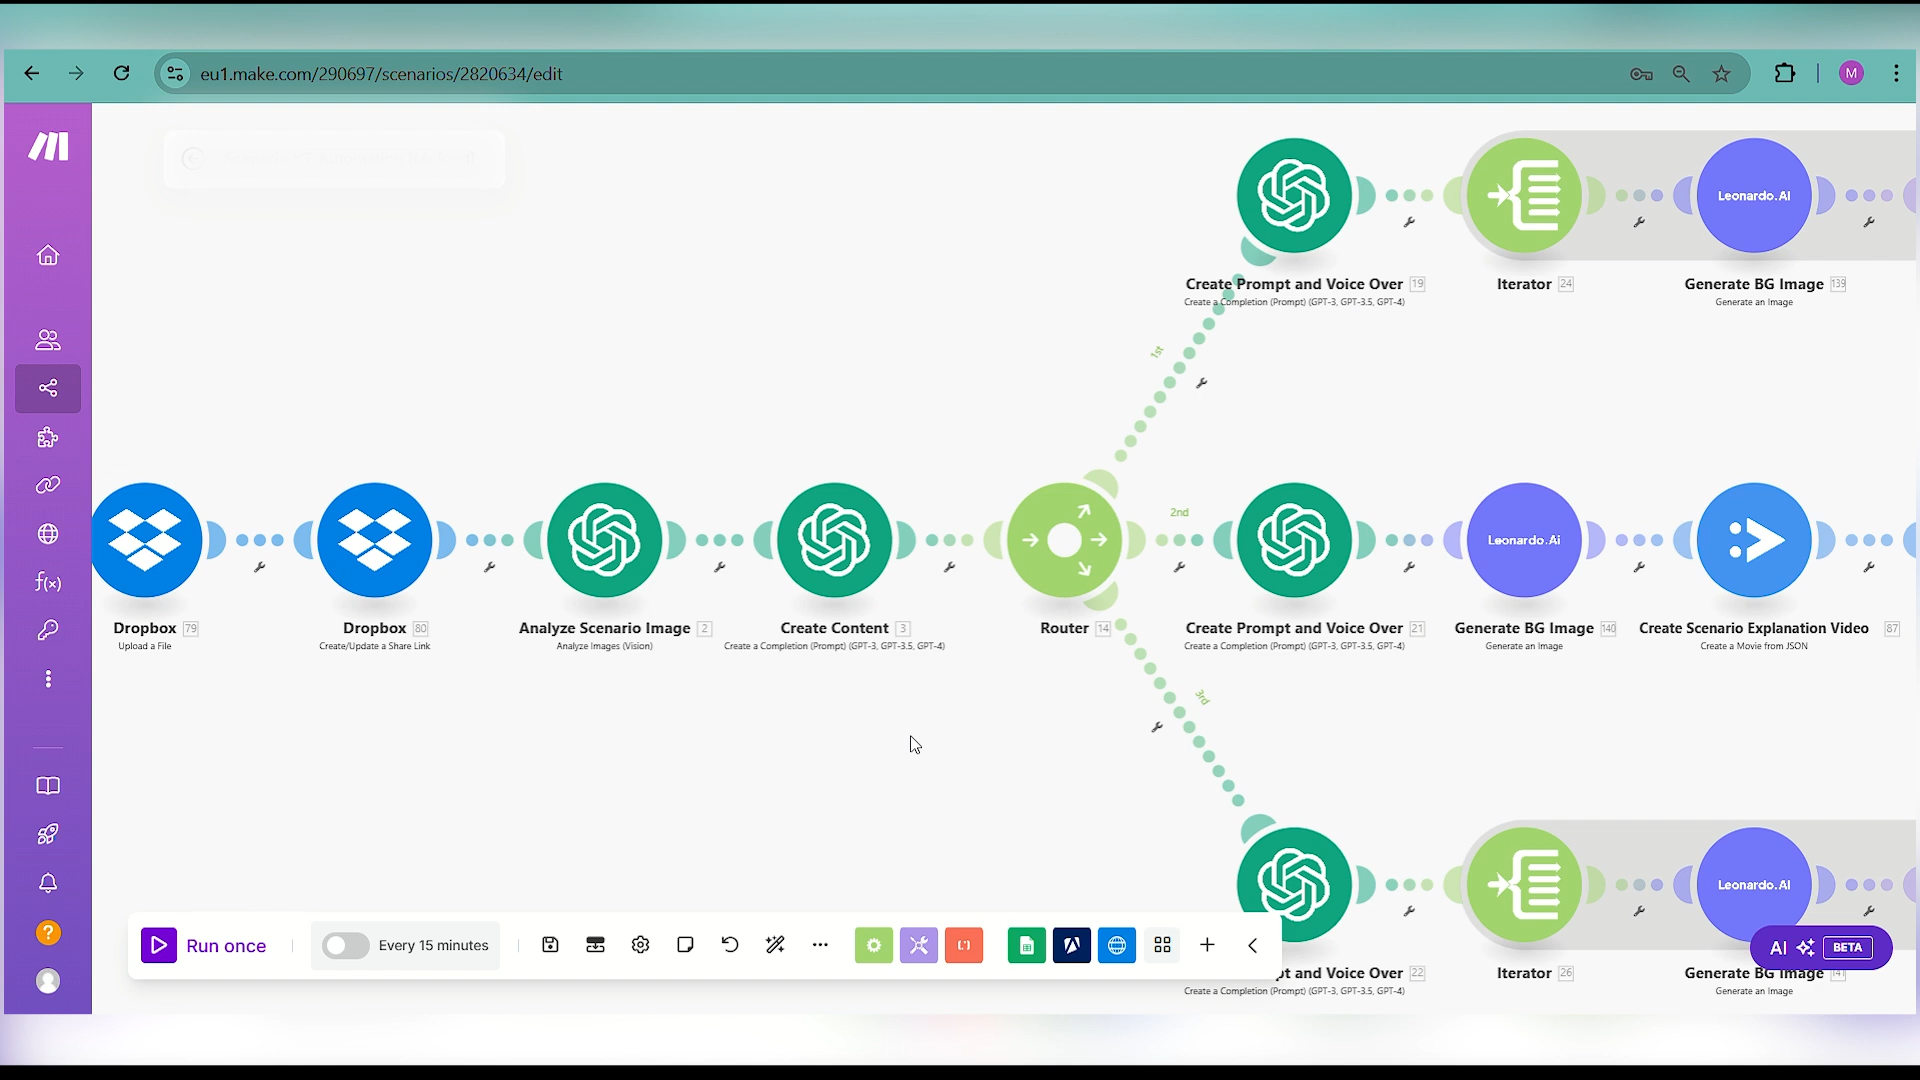 eu1.make.com/290697/scenarios/2820634/edit
M
Leonardo.AI
Create Prompt and Voice Over 19
Create a Completion (Prompt) (GPT-3, GPT-3.5, GPT-4)
Iterator 24
Generate BG Image 139
Generate an Image
1st
2nd
Leonardo.Ai
Dropbox 79
Upload a File
Dropbox 80
Create/Update a Share Link
Analyze Scenario Image 2
Analyze Images (Vision)
Create Content 3
Create a Completion (Prompt) (GPT-3, GPT-3.5, GPT-4)
Router 14
Create Prompt and Voice Over 21
Create a Completion (Prompt) (GPT-3, GPT-3.5, GPT-4)
Generate BG Image 140
Generate an Image
Create Scenario Explanation Video 87
Create a Movie from JSON
3rd
Leonardo.AI
f(x)
?
Run once
Every 15 minutes
AI BETA
pt and Voice Over 22
Create a Completion (Prompt) (GPT-3, GPT-3.5, GPT-4)
Iterator 26
Generate BG Image 141
Generate an Image